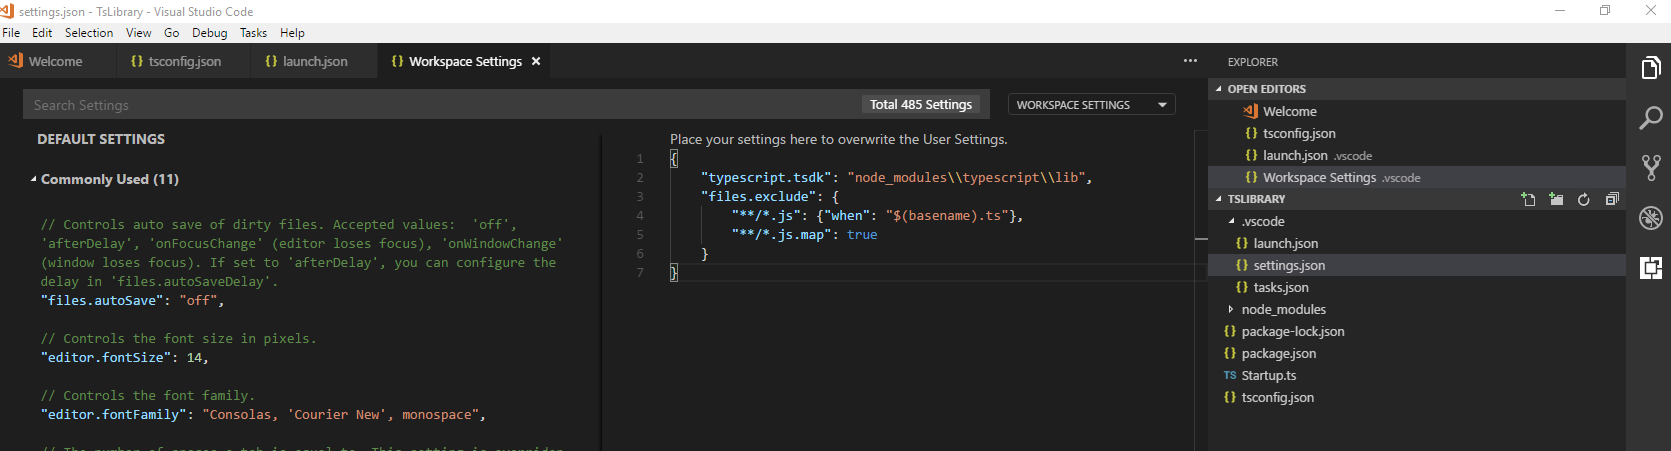 settings.json - TsLibrary - Visual Studio Code
File Edit Selection View Go Debug Tasks Help
Welcome tsconfig.json launch.json Workspace Settings
Search Settings Total 485 Settings WORKSPACE SETTINGS
DEFAULT SETTINGS
Commonly Used (11)
// Controls auto save of dirty files. Accepted values:  'off',
'afterDelay', 'onFocusChange' (editor loses focus), 'onWindowChange'
(window loses focus). If set to 'afterDelay', you can configure the
delay in 'files.autoSaveDelay'.
"files.autoSave": "off",
// Controls the font size in pixels.
"editor.fontSize": 14,
// Controls the font family.
"editor.fontFamily": "Consolas, 'Courier New', monospace",
Place your settings here to overwrite the User Settings.
1 {
2 "typescript.tsdk": "node_modules\\typescript\\lib",
3 "files.exclude": {
4 "**/*.js": {"when": "$(basename).ts"},
5 "**/*.js.map": true
6 }
7 }
EXPLORER
OPEN EDITORS
Welcome
tsconfig.json
launch.json .vscode
Workspace Settings .vscode
TSLIBRARY
.vscode
launch.json
settings.json
tasks.json
node_modules
package-lock.json
package.json
TS Startup.ts
tsconfig.json